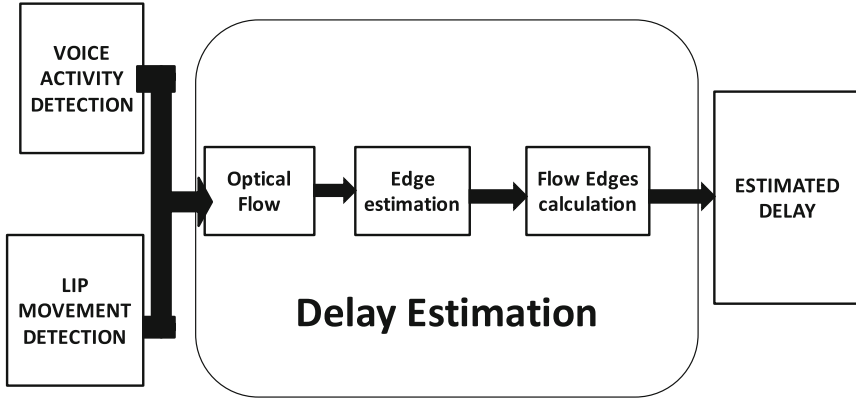 VOICE
ACTIVITY
DETECTION
LIP
MOVEMENT
DETECTION
Optical
Flow
Edge
estimation
Flow Edges
calculation
Delay Estimation
ESTIMATED
DELAY